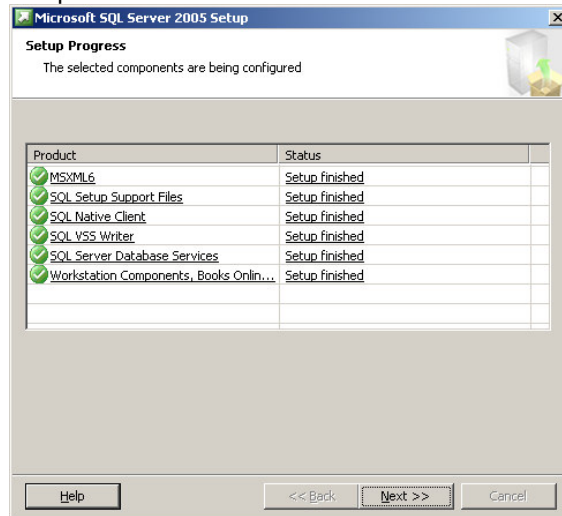 Microsoft SQL Server 2005 Setup
Setup Progress
The selected components are being configured
Product Status
MSXML6 Setup finished
SQL Setup Support Files Setup finished
SQL Native Client Setup finished
SQL VSS Writer Setup finished
SQL Server Database Services Setup finished
Workstation Components, Books Onlin... Setup finished
Help << Back Next >> Cancel